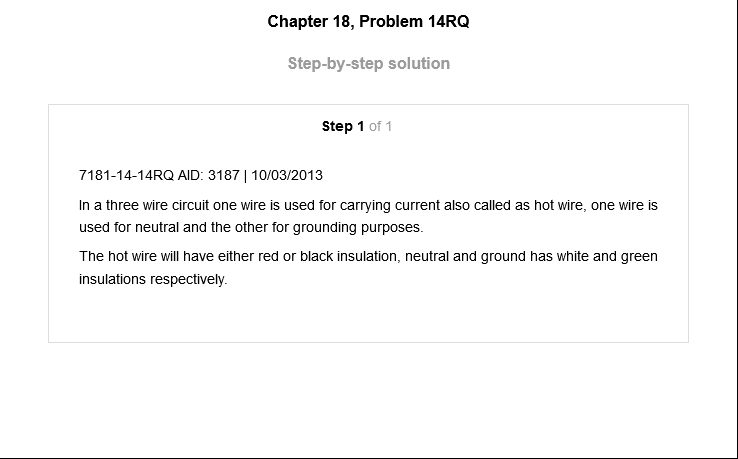 Chapter 18, Problem 14RQ
Step-by-step solution
Step 1 of 1
7181-14-14RQ AID: 3187 | 10/03/2013
In a three wire circuit one wire is used for carrying current also called as hot wire, one wire is
used for neutral and the other for grounding purposes.
The hot wire will have either red or black insulation, neutral and ground has white and green
insulations respectively.